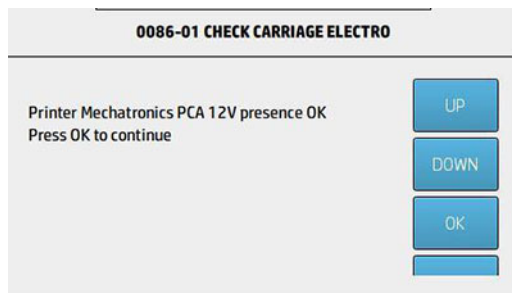 0086-01 CHECK CARRIAGE ELECTRO
Printer Mechatronics PCA 12V presence OK
Press OK to continue
UP
DOWN
OK